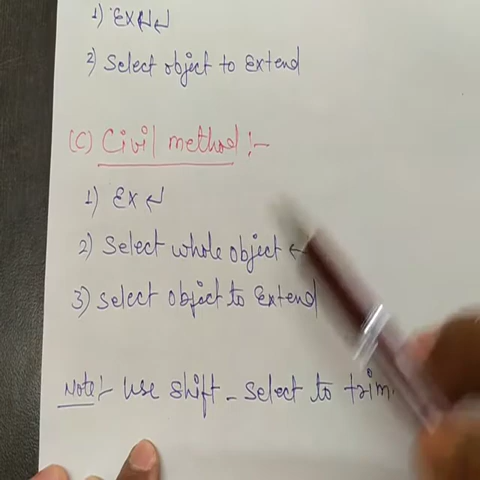 1) EX↵↵
2) Select object to Extend
(C) Civil method :-
1) EX ↵
2) Select whole object ↵
3) Select object to Extend
Note:- Use Shift - Select to trim.